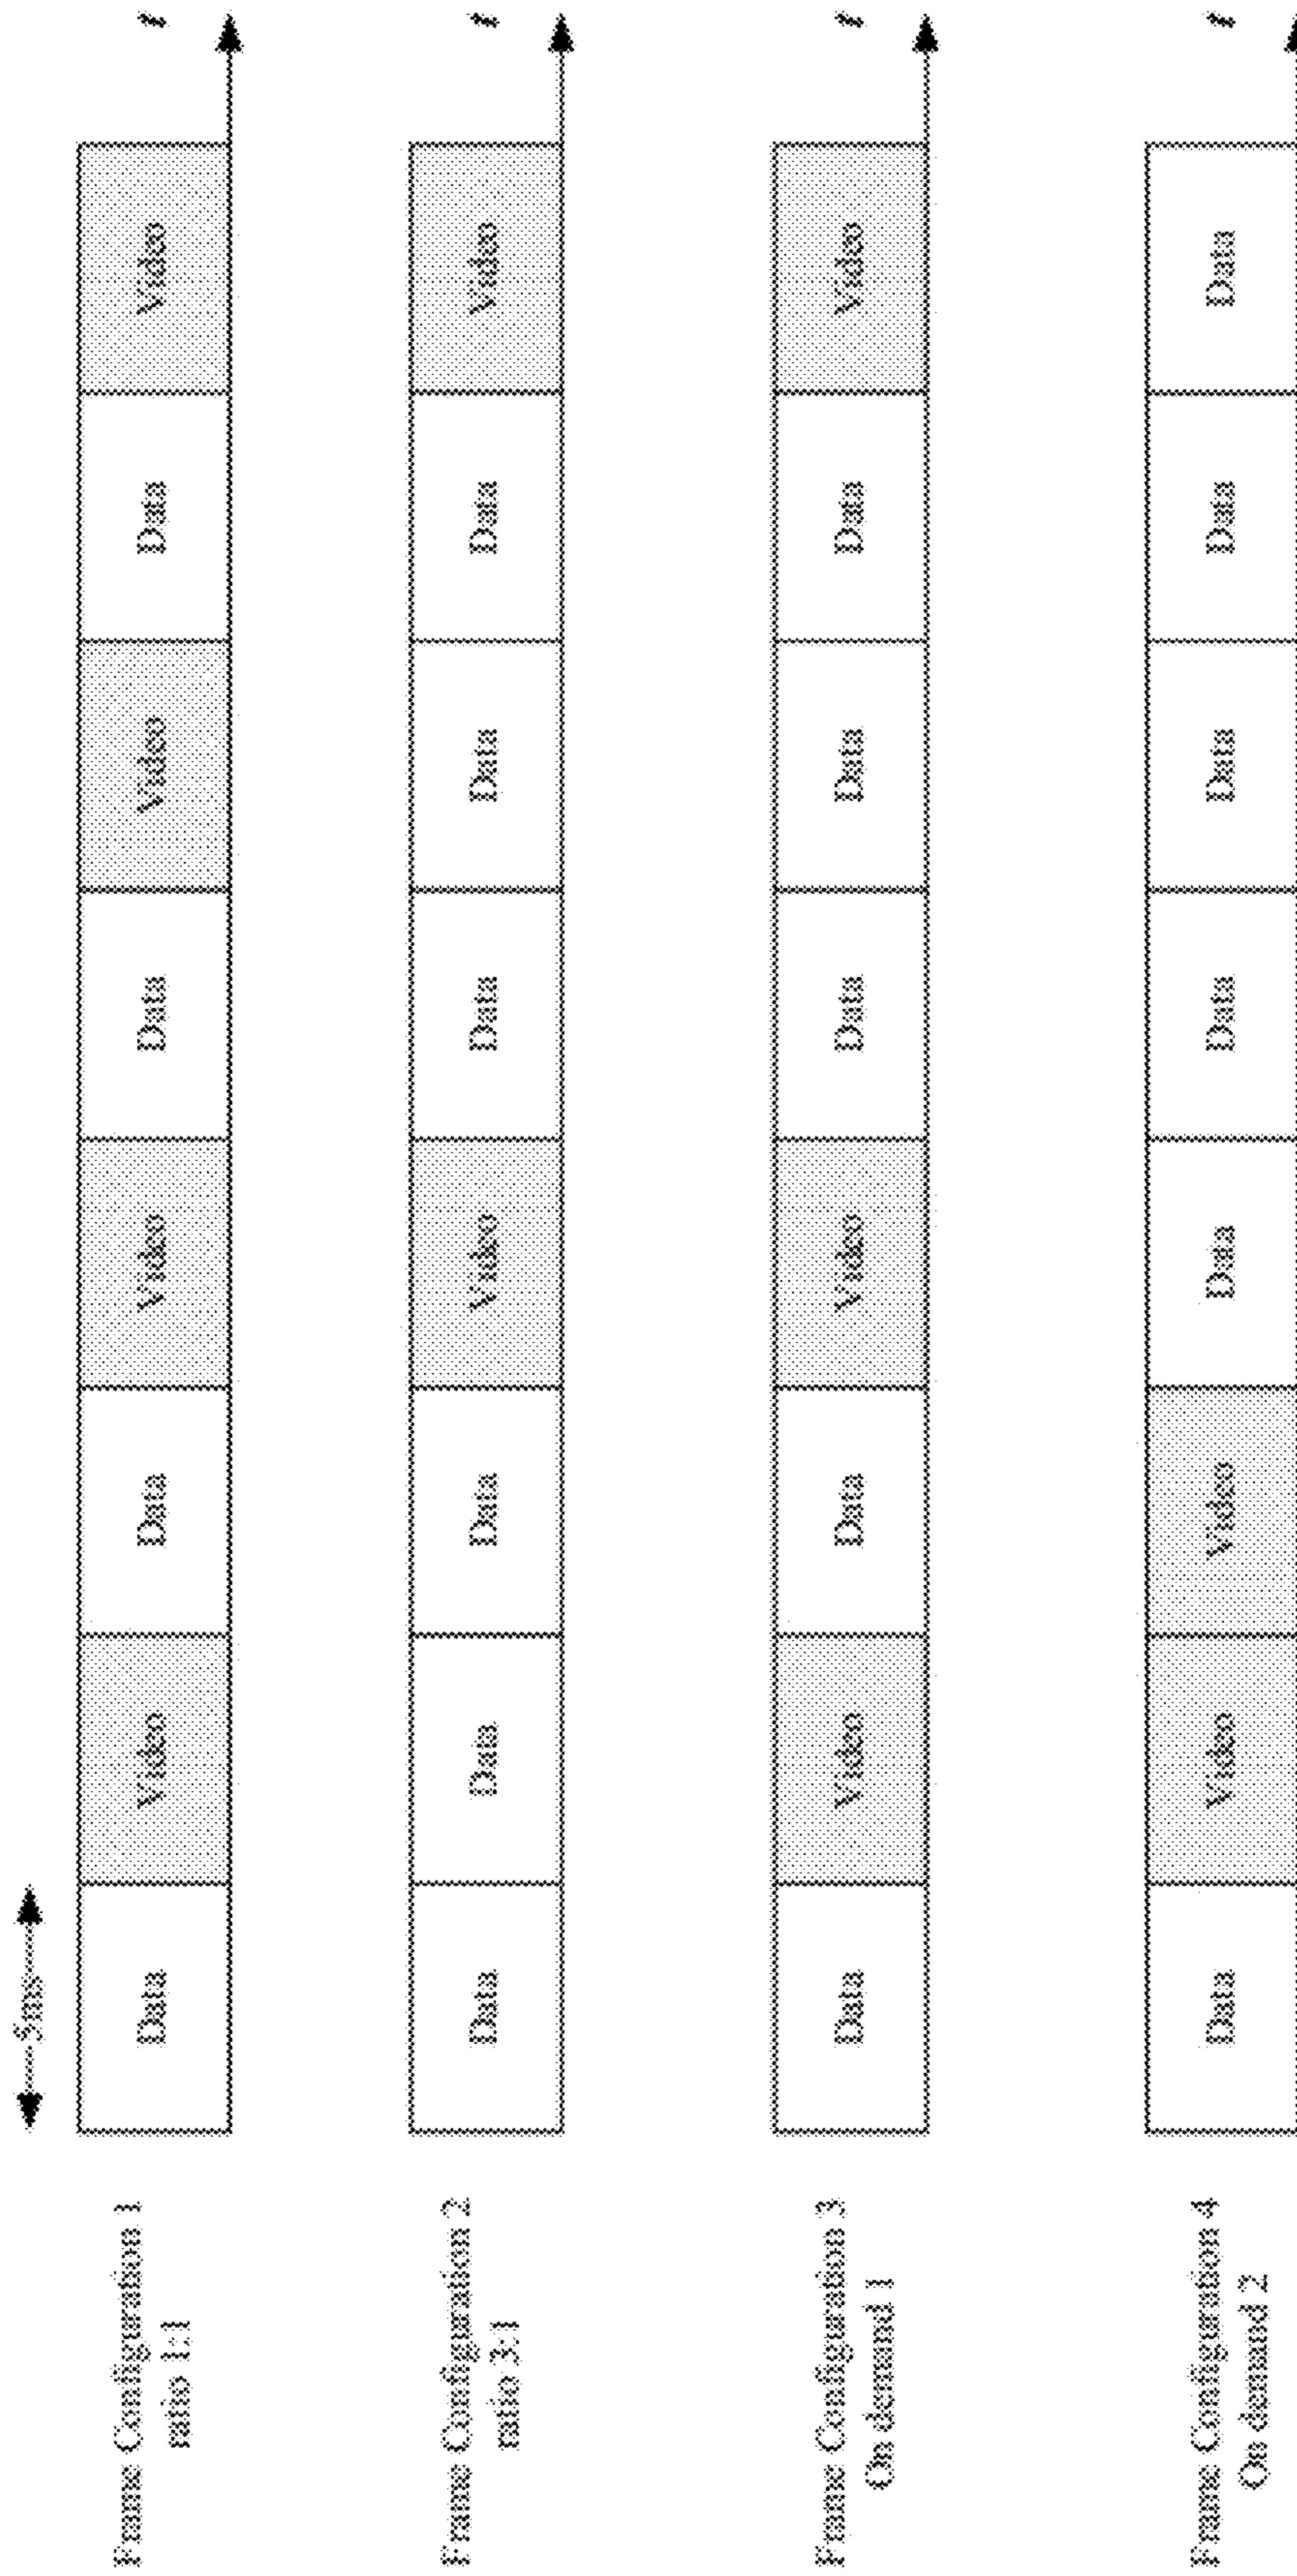 5ms
Frame Configuration 1
ratio 1:1
Data
Video
Data
Video
Data
Video
Data
Video
t
Frame Configuration 2
ratio 3:1
Data
Data
Data
Video
Data
Data
Data
Video
t
Frame Configuration 3
On demand 1
Data
Video
Data
Video
Data
Data
Data
Video
t
Frame Configuration 4
On demand 2
Data
Video
Video
Data
Data
Data
Data
Data
t